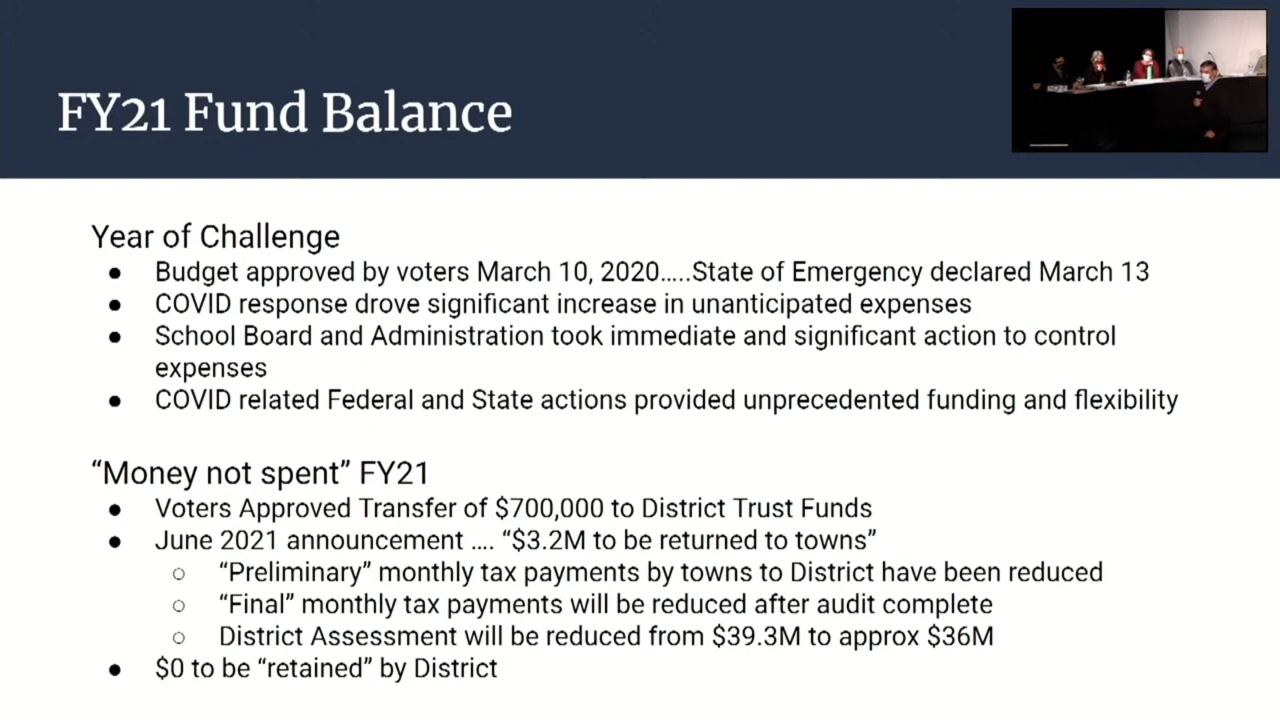 FY21 Fund Balance
Year of Challenge
● Budget approved by voters March 10, 2020…..State of Emergency declared March 13
● COVID response drove significant increase in unanticipated expenses
● School Board and Administration took immediate and significant action to control
expenses
● COVID related Federal and State actions provided unprecedented funding and flexibility
“Money not spent” FY21
● Voters Approved Transfer of $700,000 to District Trust Funds
● June 2021 announcement …. “$3.2M to be returned to towns”
○ “Preliminary” monthly tax payments by towns to District have been reduced
○ “Final” monthly tax payments will be reduced after audit complete
○ District Assessment will be reduced from $39.3M to approx $36M
● $0 to be “retained” by District